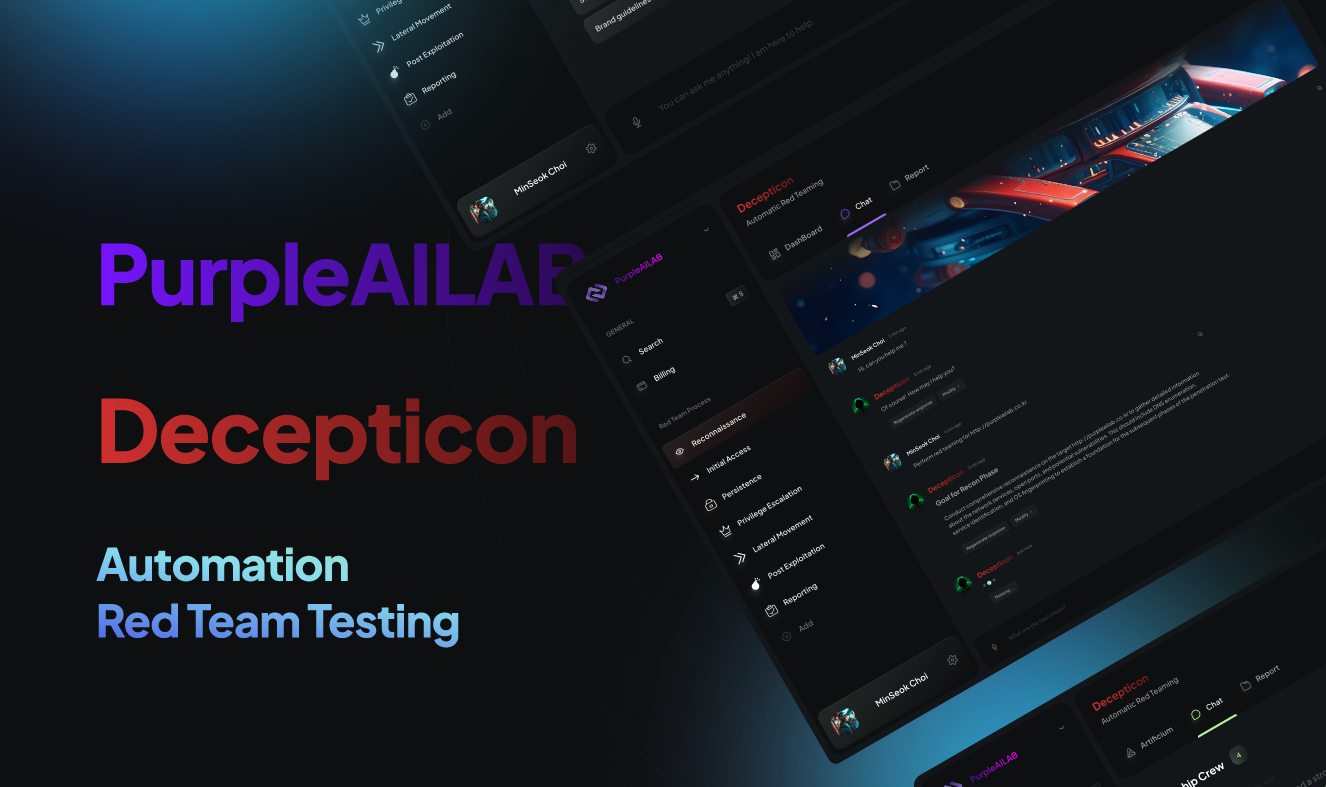 PurpleAILAB
Decepticon
Automation
Red Team Testing
Lateral Movement
Post Exploitation
Reporting
Add
MinSeok Choi
Brand guidelines
You can ask me anything! I am here to help
PurpleAILAB
⌘ S
GENERAL
Search
Billing
Red Team Process
Reconnaissance
Initial Access
Persistence
Privilege Escalation
Lateral Movement
Post Exploitation
Reporting
Add
MinSeok Choi
Decepticon
Automatic Red Teaming
DashBoard
Chat
Report
MinSeok Choi
Hi, can you help me?
Decepticon
Of course! How may I help you?
Regenerate response
Modify
MinSeok Choi
Perform red teaming for http://purpleailab.co.kr
Decepticon
Goal for Recon Phase
Conduct comprehensive reconnaissance on the target http://purpleailab.co.kr to gather detailed information
about the network services, open ports, and potential vulnerabilities. This should include DNS enumeration,
service identification, and OS fingerprinting to establish a foundation for the subsequent phases of the penetration test.
Regenerate response
Modify
Decepticon
Thinking
What are the next steps?
PurpleAILAB
Decepticon
Automatic Red Teaming
Artificium
Chat
Report
Crew
4